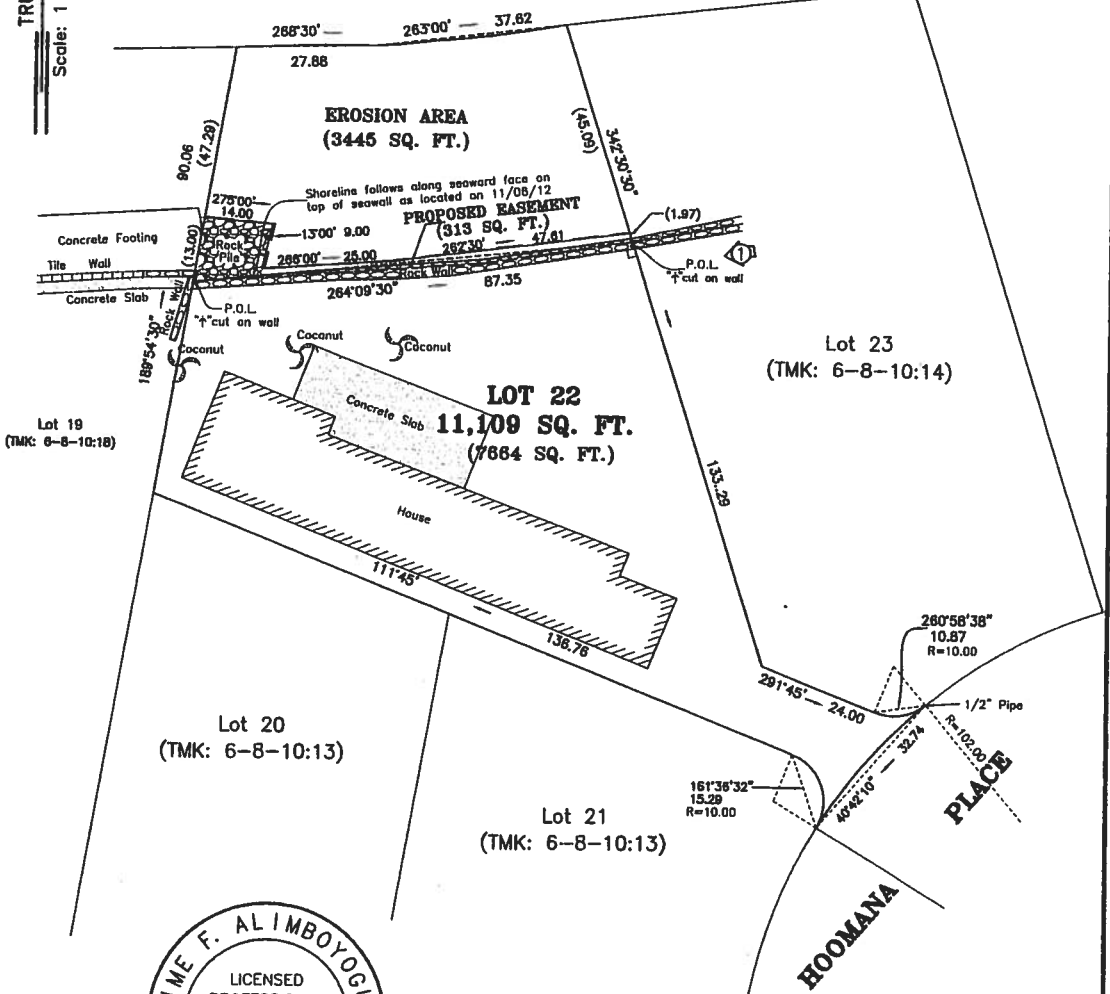 TRU
Scale: 1
268°30'
27.88
263°00' — 37.62
EROSION AREA
(3445 SQ. FT.)
90.06
(47.29)
(45.09)
342°30'30"
Shoreline follows along seaward face on
top of seawall as located on 11/06/12
275°00'
14.00
PROPOSED EASEMENT
(313 SQ. FT.)
13°00' 9.00
262°30' — 47.61
(1.97)
Concrete Footing
Rock
Pile
(13.00)
266°00' — 25.00
Rock Wall
Tile Wall
264°09'30" — 87.35
1
P.O.L.
"↑"cut on wall
Concrete Slab
Rock Wall
P.O.L.
"↑"cut on wall
189°54'30"
Coconut
Coconut
Coconut
Lot 23
(TMK: 6-8-10:14)
LOT 22
11,109 SQ. FT.
(7664 SQ. FT.)
Concrete Slab
Lot 19
(TMK: 6-8-10:18)
133.29
House
111°45' — 136.76
260°58'38"
10.87
R=10.00
291°45' — 24.00
1/2" Pipe
R=102.00
Lot 20
(TMK: 6-8-10:13)
40°42'10" — 32.74
161°36'32"
15.29
R=10.00
Lot 21
(TMK: 6-8-10:13)
HOOMANA PLACE
IME F. ALIMBOYOG
LICENSED